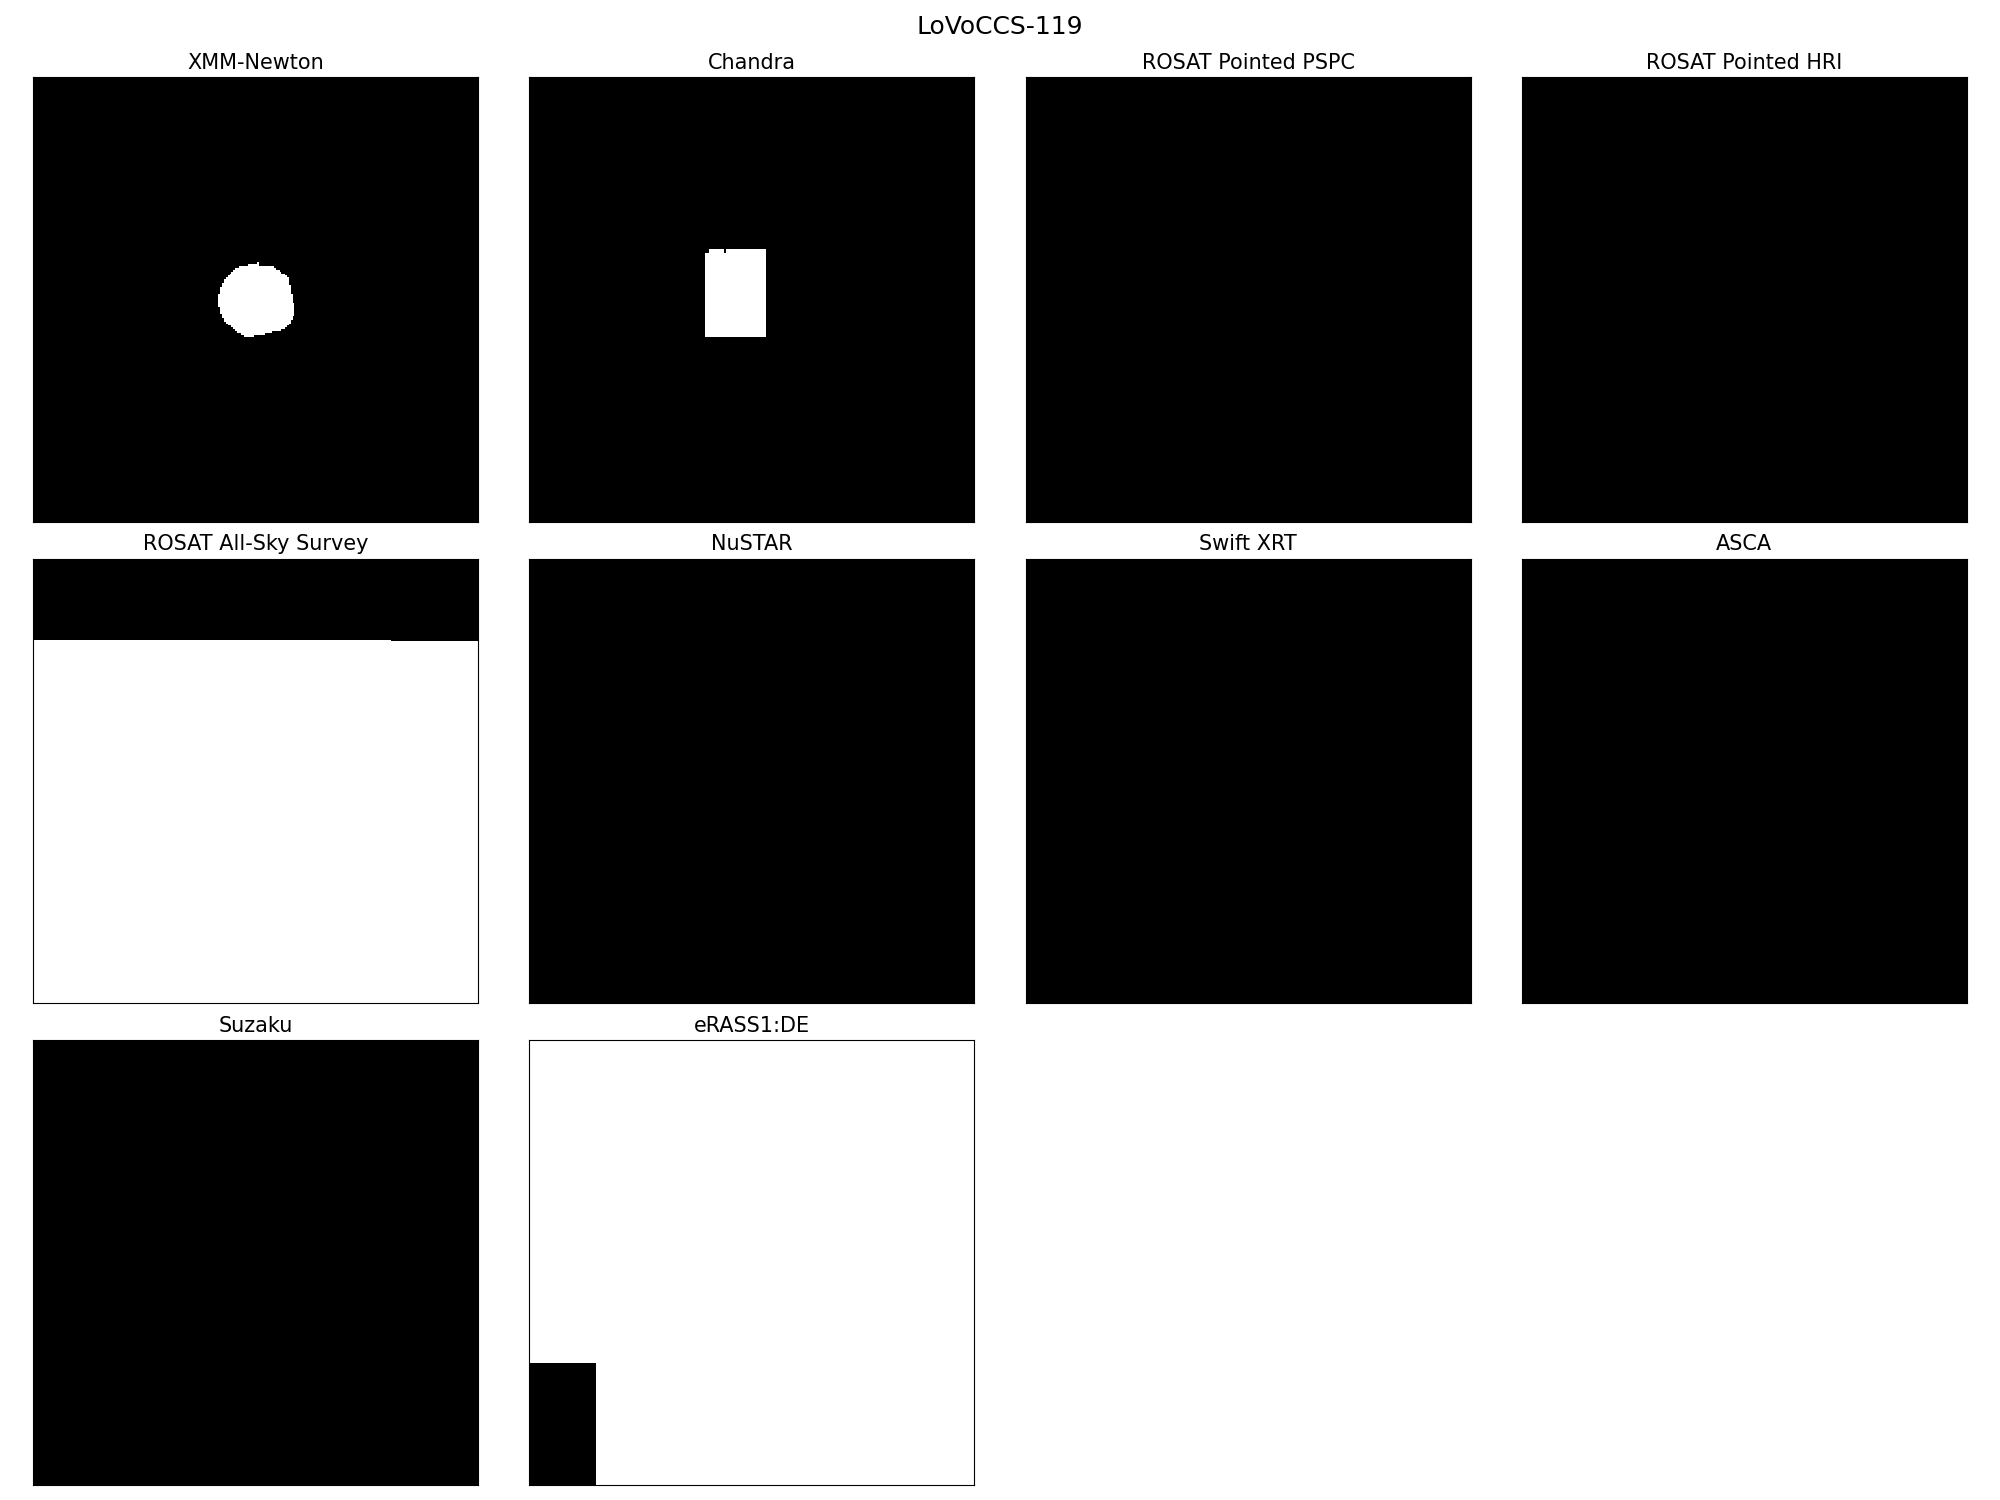 LoVoCCS-119
XMM-Newton
Chandra
ROSAT Pointed PSPC
ROSAT Pointed HRI
ROSAT All-Sky Survey
NuSTAR
Swift XRT
ASCA
Suzaku
eRASS1:DE